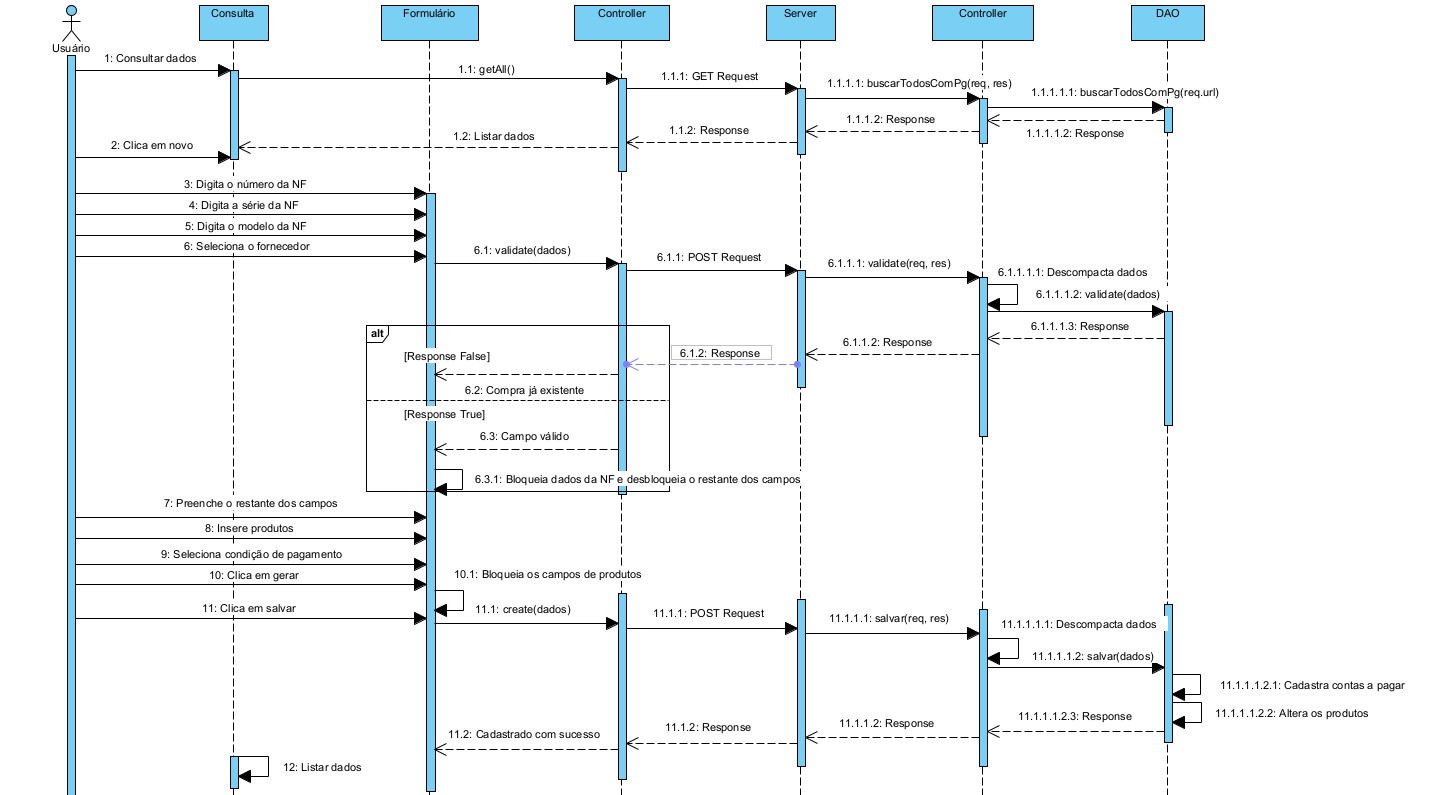 Usuário
Consulta
Formulário
Controller
Server
Controller
DAO
1: Consultar dados
1.1: getAll()
1.1.1: GET Request
1.1.1.1: buscarTodosComPg(req, res)
1.1.1.1.1: buscarTodosComPg(req.url)
1.1.1.1.2: Response
1.1.1.2: Response
1.1.2: Response
1.2: Listar dados
2: Clica em novo
3: Digita o número da NF
4: Digita a série da NF
5: Digita o modelo da NF
6: Seleciona o fornecedor
6.1: validate(dados)
6.1.1: POST Request
6.1.1.1: validate(req, res)
6.1.1.1.1: Descompacta dados
6.1.1.1.2: validate(dados)
6.1.1.1.3: Response
6.1.1.2: Response
6.1.2: Response
alt
[Response False]
6.2: Compra já existente
[Response True]
6.3: Campo válido
6.3.1: Bloqueia dados da NF e desbloqueia o restante dos campos
7: Preenche o restante dos campos
8: Insere produtos
9: Seleciona condição de pagamento
10: Clica em gerar
10.1: Bloqueia os campos de produtos
11: Clica em salvar
11.1: create(dados)
11.1.1: POST Request
11.1.1.1: salvar(req, res)
11.1.1.1.1: Descompacta dados
11.1.1.1.2: salvar(dados)
11.1.1.1.2.1: Cadastra contas a pagar
11.1.1.1.2.2: Altera os produtos
11.1.1.1.2.3: Response
11.1.1.2: Response
11.1.2: Response
11.2: Cadastrado com sucesso
12: Listar dados